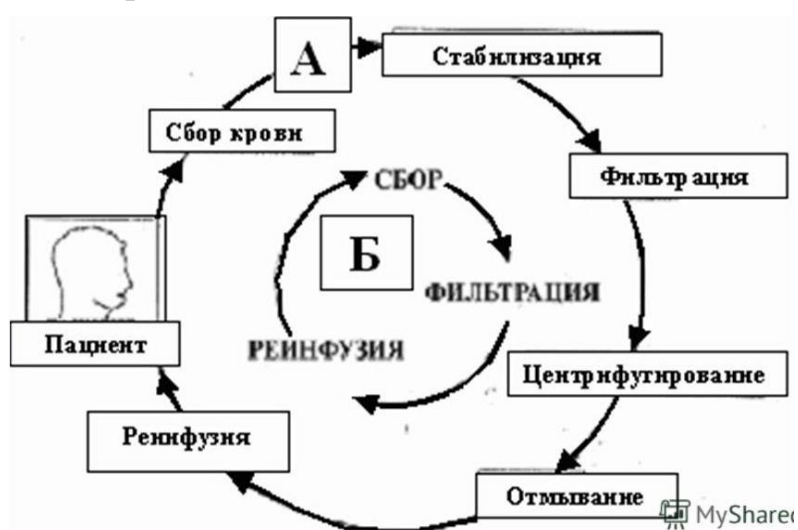 А
Стабилизация
Сбор крови
Фильтрация
СБОР
Б
ФИЛЬТРАЦИЯ
Пациент
РЕИНФУЗИЯ
Центрифугирование
Реинфузия
Отмывание
MyShared